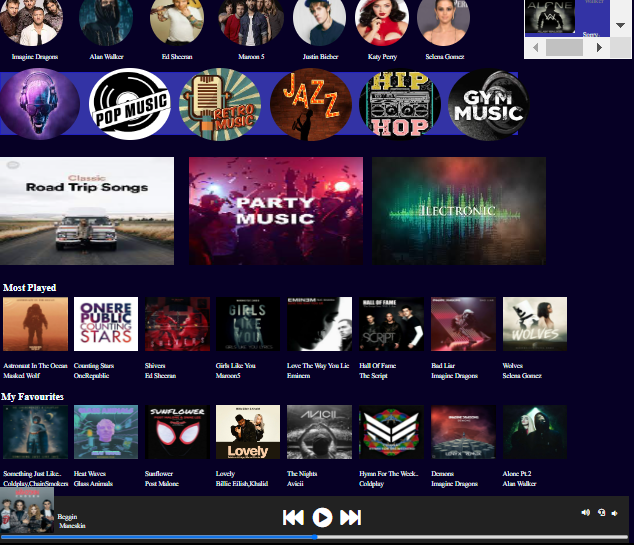 ALONE
Sorry
Imagine Dragons
Alan Walker
Ed Sheeran
Maroon 5
Justin Bieber
Katy Perry
Selena Gomez
POP MUSIC
RETRO
MUSIC
JAZZ
HIP
HOP
GYM
MUSIC
Classic
Road Trip Songs
PARTY
MUSIC
ILECTRONIC
Most Played
ONEREPUBLIC
COUNTING
STARS
GIRLS
LIKE
YOU
EMINEM
HALL OF FAME
SCRIPT
WOLVES
Astronaut In The Ocean
Masked Wolf
Counting Stars
OneRepublic
Shivers
Ed Sheeran
Girls Like You
Maroon5
Love The Way You Lie
Eminem
Hall Of Fame
The Script
Bad Liar
Imagine Dragons
Wolves
Selena Gomez
My Favourites
SUNFLOWER
Lovely
AVICII
Something Just Like..
Coldplay,ChainSmokers
Heat Waves
Glass Animals
Sunflower
Post Malone
Lovely
Billie Eilish,Khalid
The Nights
Avicii
Hymn For The Week..
Coldplay
Demons
Imagine Dragons
Alone Pt.2
Alan Walker
Beggin
Maneskin